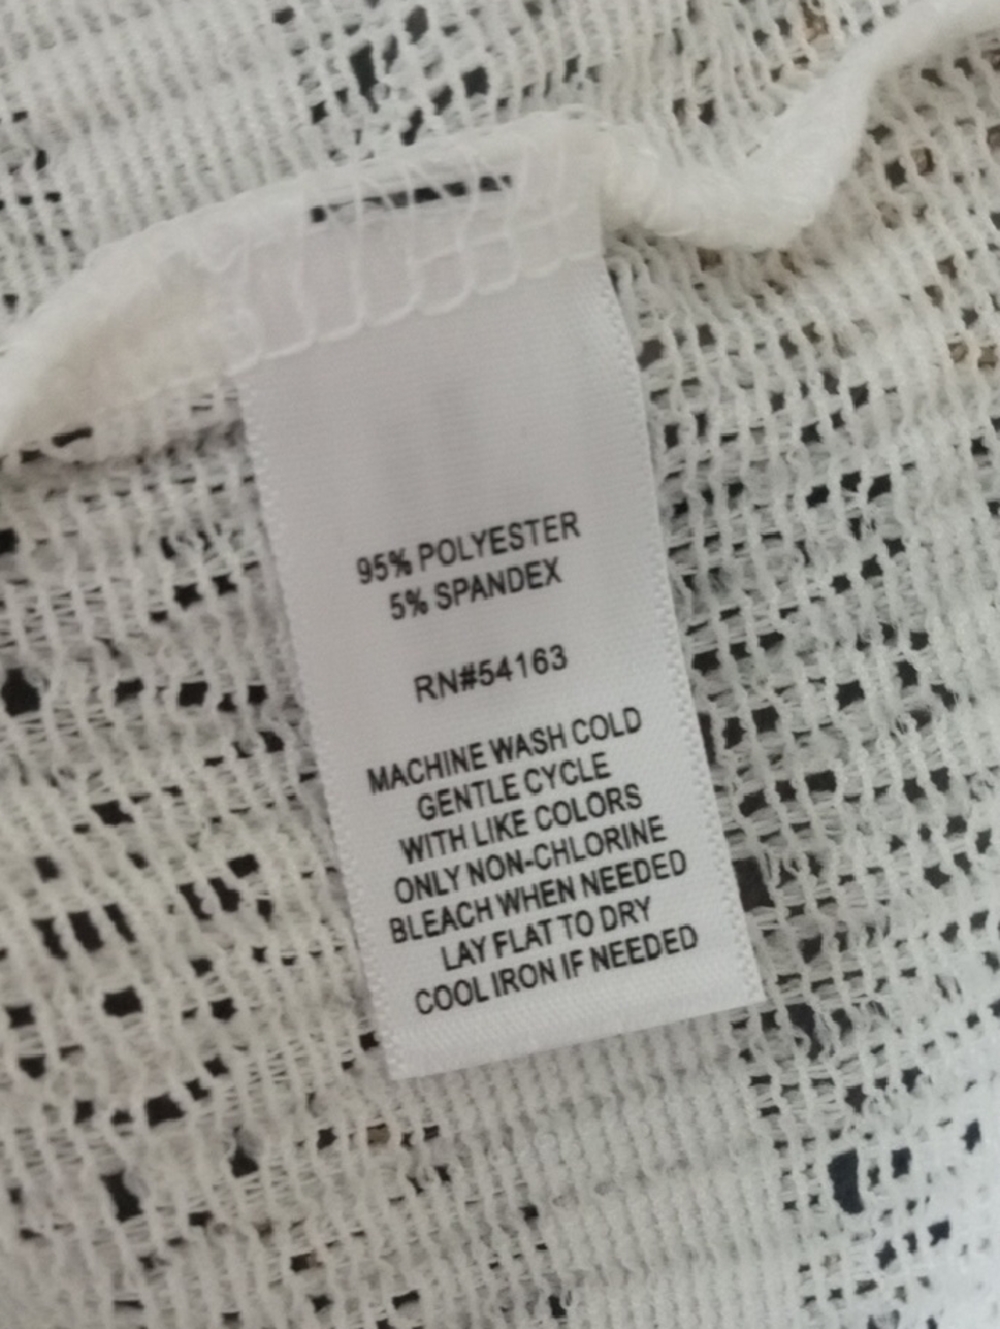 95% POLYESTER
5% SPANDEX
RN#54163
MACHINE WASH COLD
GENTLE CYCLE
WITH LIKE COLORS
ONLY NON-CHLORINE
BLEACH WHEN NEEDED
LAY FLAT TO DRY
COOL IRON IF NEEDED